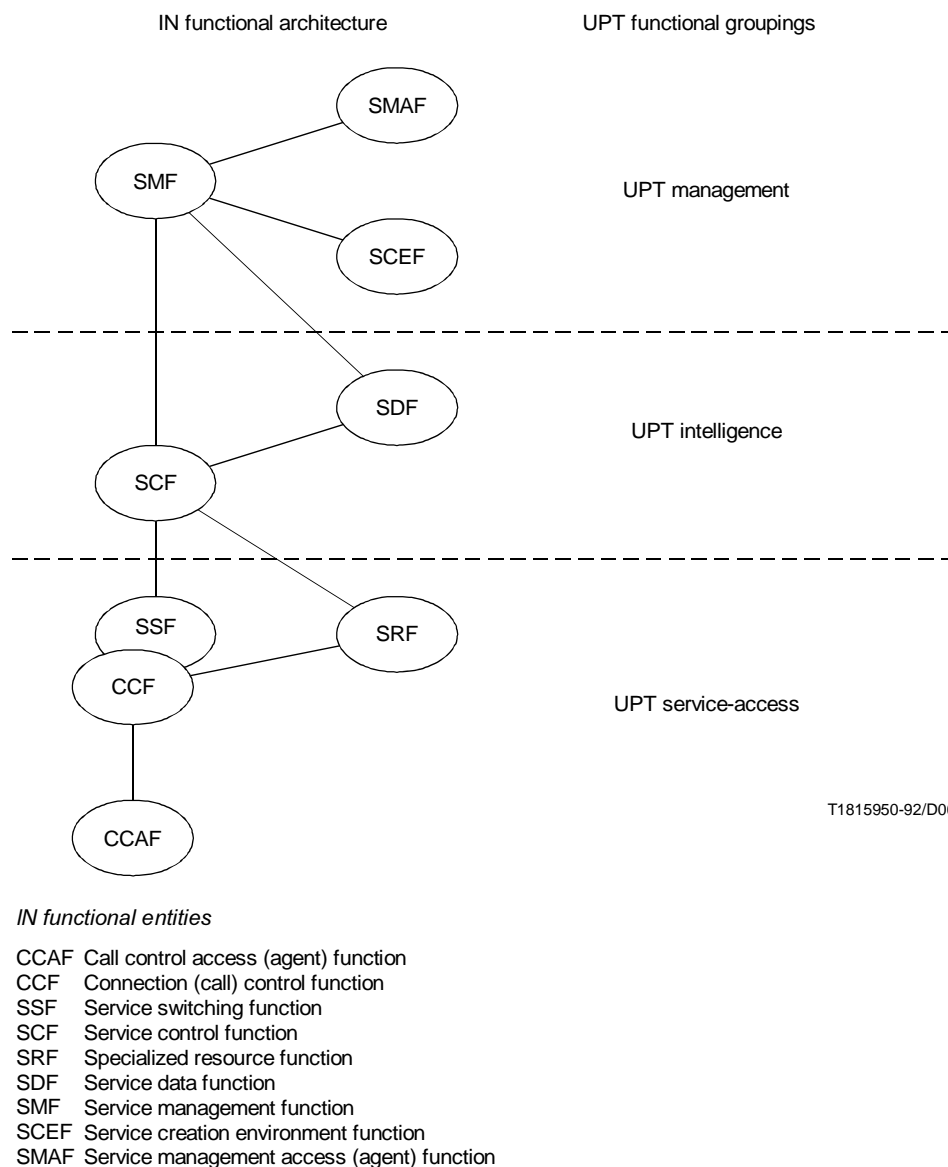 IN functional architecture UPT functional groupings
SMAF
SMF
UPT management
SCEF
SDF
UPT intelligence
SCF
SSF
SRF
CCF
UPT service-access
T1815950-92/D0
CCAF
IN functional entities
CCAF Call control access (agent) function
CCF Connection (call) control function
SSF Service switching function
SCF Service control function
SRF Specialized resource function
SDF Service data function
SMF Service management function
SCEF Service creation environment function
SMAF Service management access (agent) function